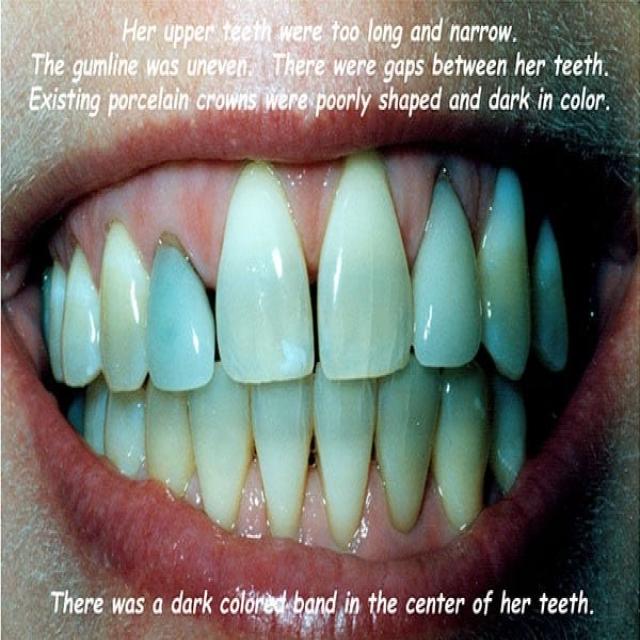 Her upper teeth were too long and narrow.
The gumline was uneven. There were gaps between her teeth.
Existing porcelain crowns were poorly shaped and dark in color.
There was a dark colored band in the center of her teeth.